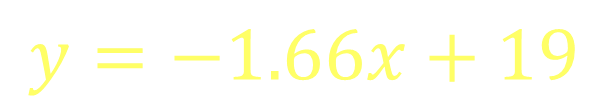 y = −1.66x + 19